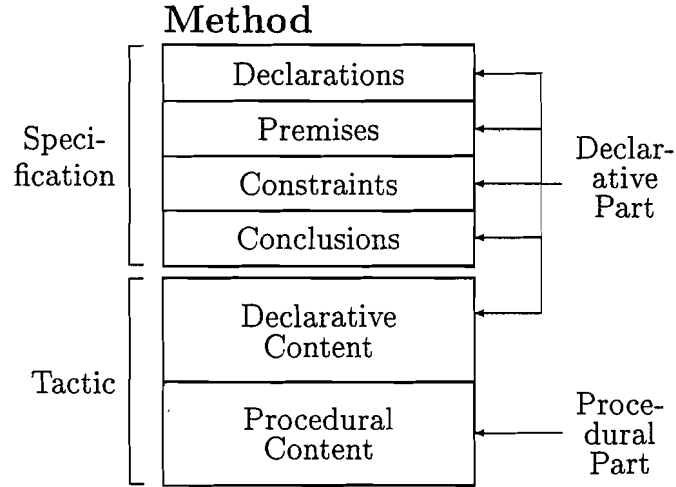 Method
Declarations
Premises
Constraints
Conclusions
Speci-
fication
Declar-
ative
Part
Declarative
Content
Tactic
Procedural
Content
Proce-
dural
Part